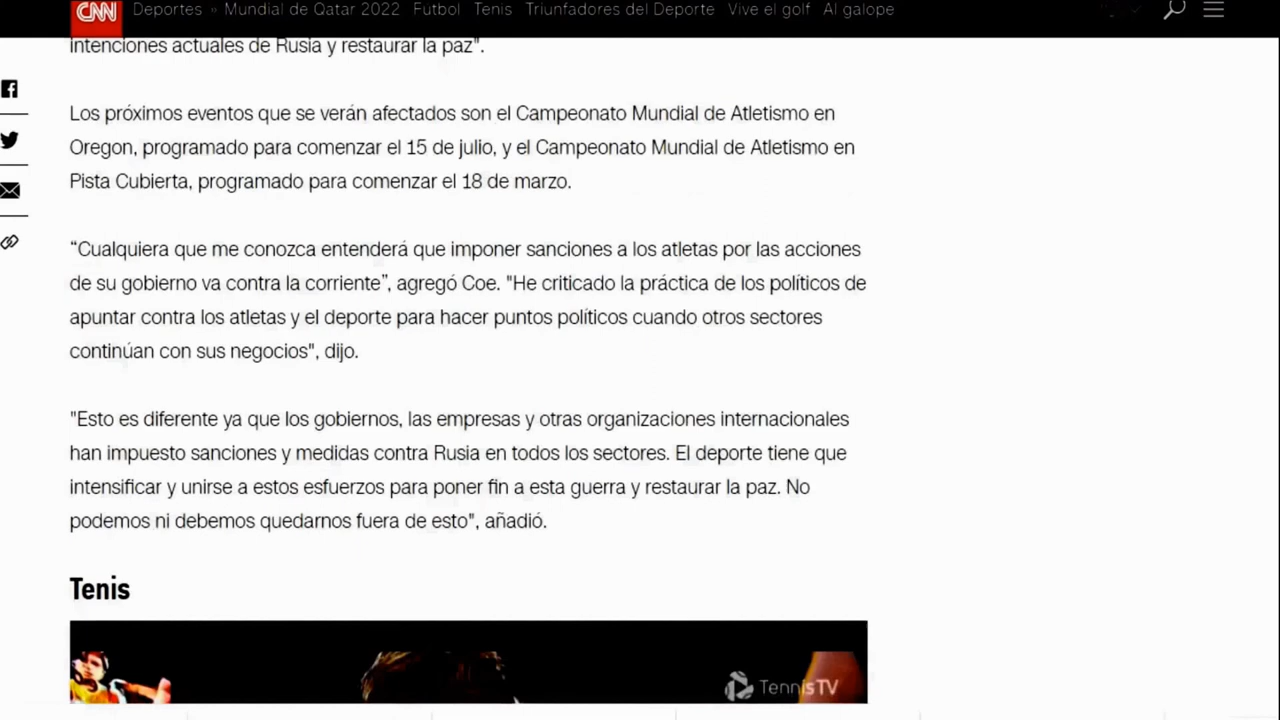 CNN Deportes » Mundial de Qatar 2022 Futbol Tenis Triunfadores del Deporte Vive el golf Al galope
intenciones actuales de Rusia y restaurar la paz".
Los próximos eventos que se verán afectados son el Campeonato Mundial de Atletismo en
Oregon, programado para comenzar el 15 de julio, y el Campeonato Mundial de Atletismo en
Pista Cubierta, programado para comenzar el 18 de marzo.
“Cualquiera que me conozca entenderá que imponer sanciones a los atletas por las acciones
de su gobierno va contra la corriente”, agregó Coe. "He criticado la práctica de los políticos de
apuntar contra los atletas y el deporte para hacer puntos políticos cuando otros sectores
continúan con sus negocios", dijo.
"Esto es diferente ya que los gobiernos, las empresas y otras organizaciones internacionales
han impuesto sanciones y medidas contra Rusia en todos los sectores. El deporte tiene que
intensificar y unirse a estos esfuerzos para poner fin a esta guerra y restaurar la paz. No
podemos ni debemos quedarnos fuera de esto", añadió.
Tenis
TennisTV